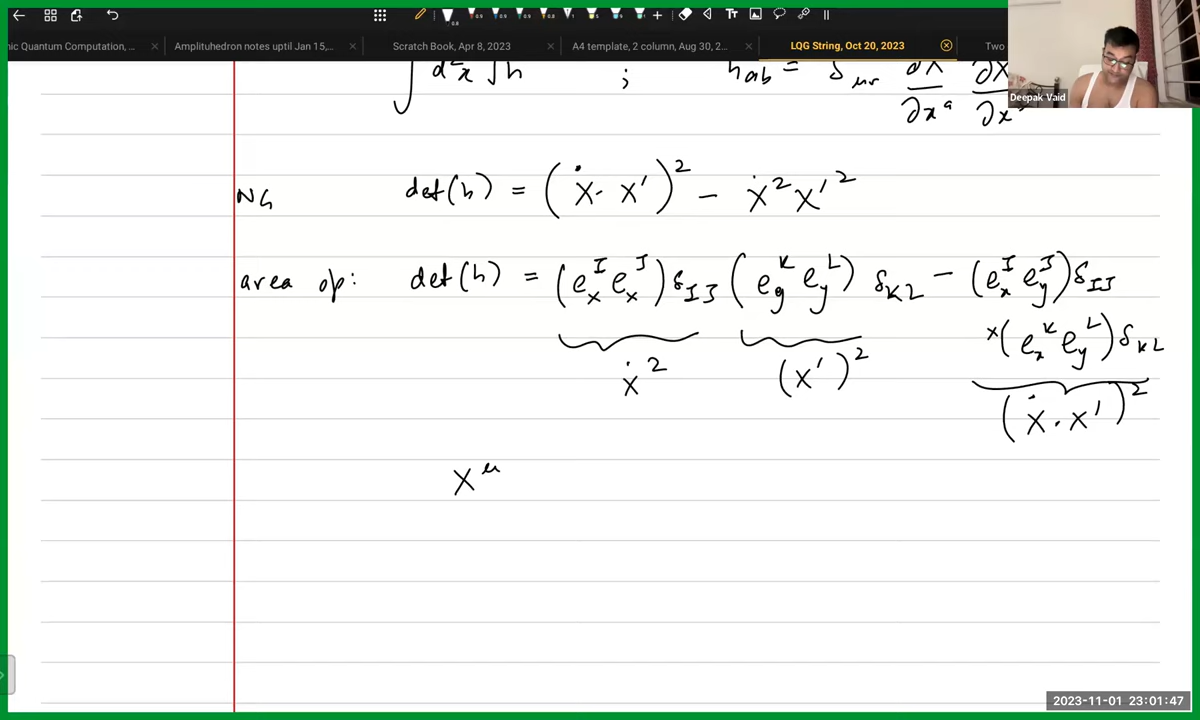 nic Quantum Computation, ... × Amplituhedron notes uptil Jan 15,... × Scratch Book, Apr 8, 2023 × A4 template, 2 column, Aug 30, 2... × LQG String, Oct 20, 2023 Two
Deepak Vaid
∫ d²x √h ; h_ab = δ_μν ∂X/∂x^a ∂X/∂x
NG det(h) = (Ẋ · X′)² − Ẋ² X′²
area op: det(h) = (e_x^I e_x^J) δ_IJ (e_y^K e_y^L) δ_KL − (e_x^I e_y^J) δ_IJ
×(e_x^K e_y^L) δ_KL
Ẋ² (X′)² (Ẋ · X′)²
X^μ
2023-11-01 23:01:47